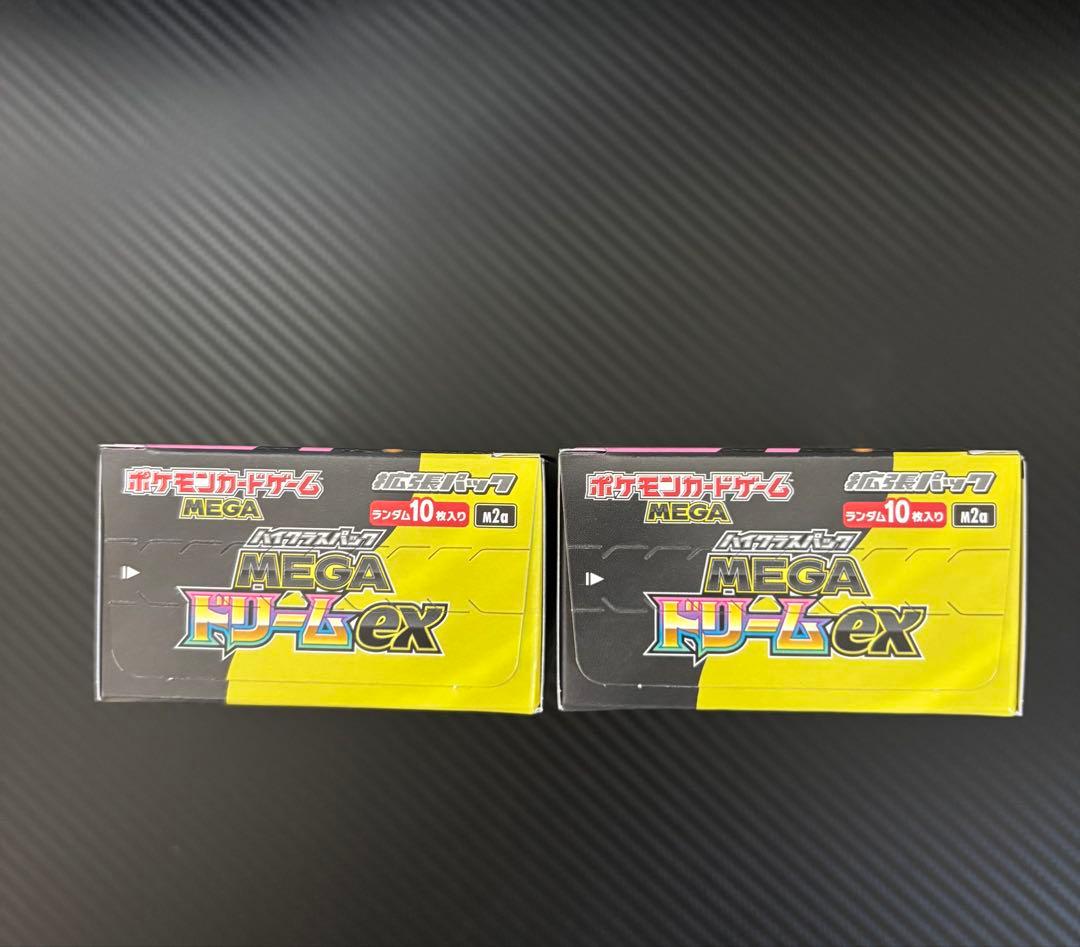 ポケモンカードゲーム
MEGA
拡張パック
ランダム10枚入り M2a
ハイクラスパック
MEGA
ドリームex
ポケモンカードゲーム
MEGA
拡張パック
ランダム10枚入り M2a
ハイクラスパック
MEGA
ドリームex